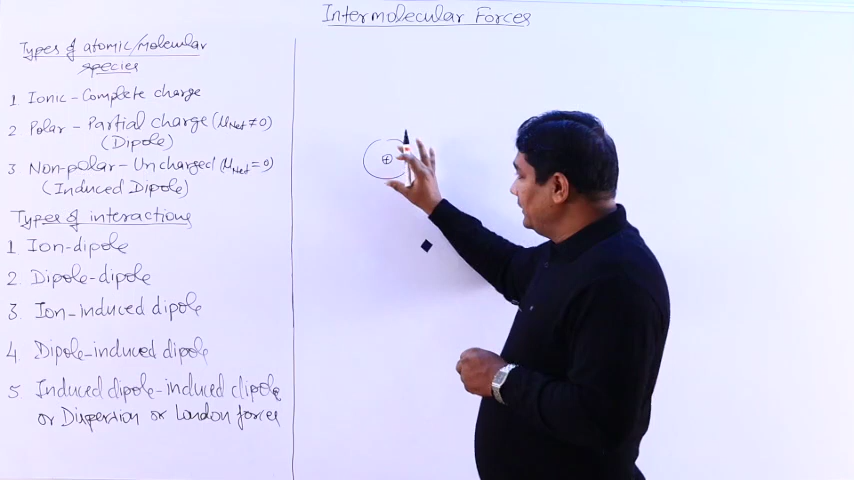 Intermolecular Forces
Types of atomic/molecular
species
1 Ionic - Complete charge
2 Polar - Partial charge (μNet ≠ 0)
(Dipole)
3 Non-polar - Uncharged (μNet = 0)
(Induced Dipole)
Types of interactions
1 Ion-dipole
2. Dipole-dipole
3. Ion-induced dipole
4. Dipole-induced dipole
5 Induced dipole-induced dipole
or Dispersion or London forces
+